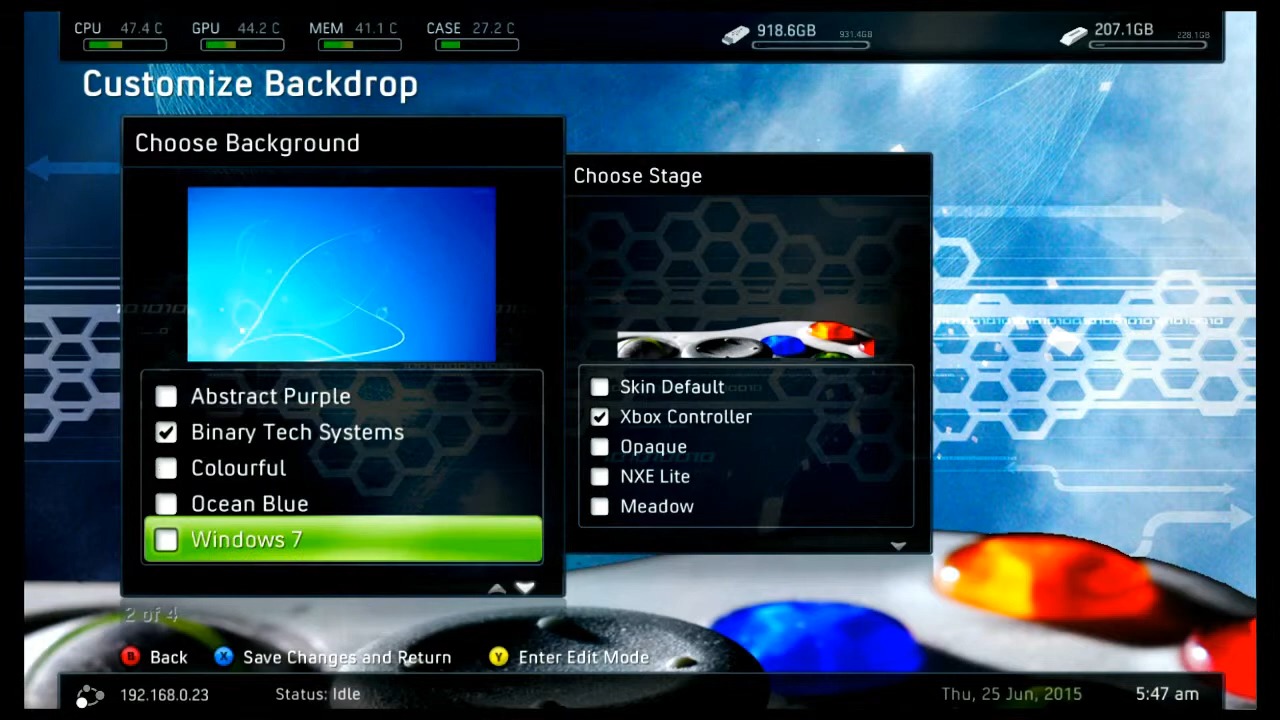 CPU 47.4 C GPU 44.2 C MEM 41.1 C CASE 27.2 C 918.6GB 931.4GB 207.1GB 228.1GB
Customize Backdrop
Choose Background
Choose Stage
Abstract Purple
Binary Tech Systems
Colourful
Ocean Blue
Windows 7
Skin Default
Xbox Controller
Opaque
NXE Lite
Meadow
2 of 4
B Back X Save Changes and Return Y Enter Edit Mode
192.168.0.23 Status: Idle Thu, 25 Jun, 2015 5:47 am